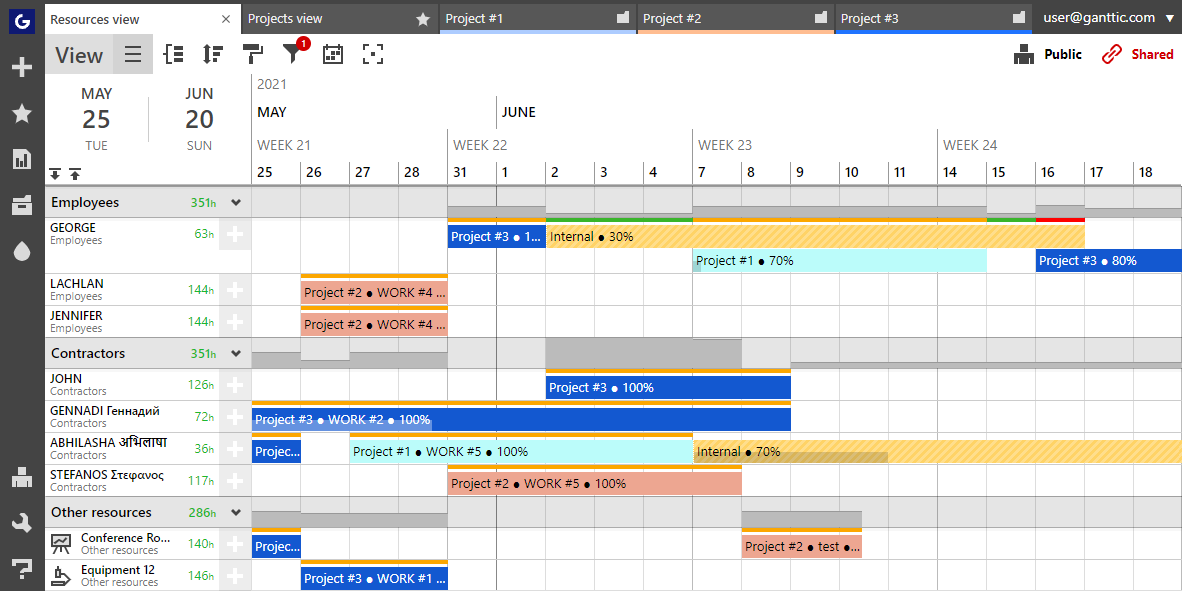 G Resources view × Projects view Project #1 Project #2 Project #3 user@ganttic.com ▼
View 1 Public Shared
MAY JUN 2021
25 20 MAY JUNE
TUE SUN WEEK 21 WEEK 22 WEEK 23 WEEK 24
25 26 27 28 31 1 2 3 4 7 8 9 10 11 14 15 16 17 18
Employees 351h
GEORGE 63h Project #3 ● 1... Internal ● 30%
Employees
Project #1 ● 70% Project #3 ● 80%
LACHLAN 144h Project #2 ● WORK #4 ...
Employees
JENNIFER 144h Project #2 ● WORK #4 ...
Employees
Contractors 351h
JOHN 126h Project #3 ● 100%
Contractors
GENNADI Геннадий 72h Project #3 ● WORK #2 ● 100%
Contractors
ABHILASHA अभिलाषा 36h Projec... Project #1 ● WORK #5 ● 100% Internal ● 70%
Contractors
STEFANOS Στεφανος 117h Project #2 ● WORK #5 ● 100%
Contractors
Other resources 286h
Conference Ro... 140h Projec... Project #2 ● test ●...
Other resources
Equipment 12 146h Project #3 ● WORK #1 ...
Other resources
?